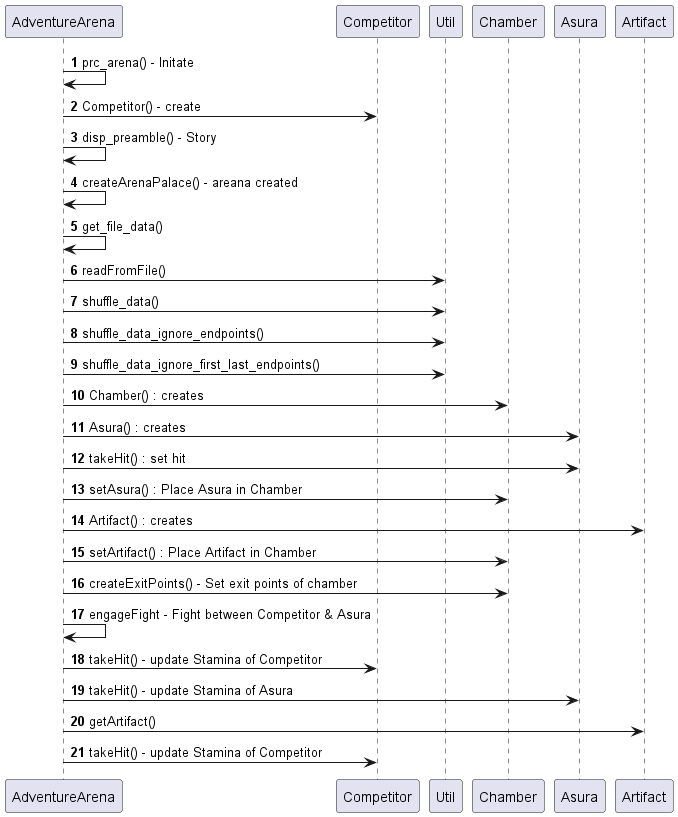 AdventureArena Competitor Util Chamber Asura Artifact
1 prc_arena() - Initate
2 Competitor() - create
3 disp_preamble() - Story
4 createArenaPalace() - areana created
5 get_file_data()
6 readFromFile()
7 shuffle_data()
8 shuffle_data_ignore_endpoints()
9 shuffle_data_ignore_first_last_endpoints()
10 Chamber() : creates
11 Asura() : creates
12 takeHit() : set hit
13 setAsura() : Place Asura in Chamber
14 Artifact() : creates
15 setArtifact() : Place Artifact in Chamber
16 createExitPoints() - Set exit points of chamber
17 engageFight - Fight between Competitor & Asura
18 takeHit() - update Stamina of Competitor
19 takeHit() - update Stamina of Asura
20 getArtifact()
21 takeHit() - update Stamina of Competitor
AdventureArena Competitor Util Chamber Asura Artifact